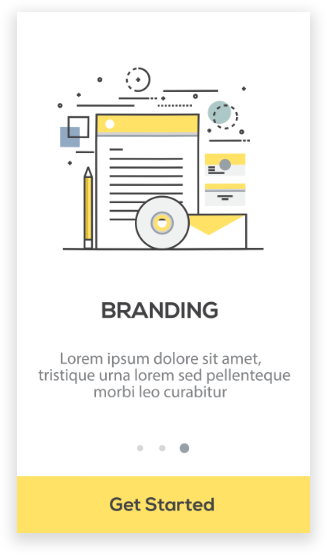 BRANDING
Lorem ipsum dolore sit amet,
tristique urna lorem sed pellenteque
morbi leo curabitur
Get Started